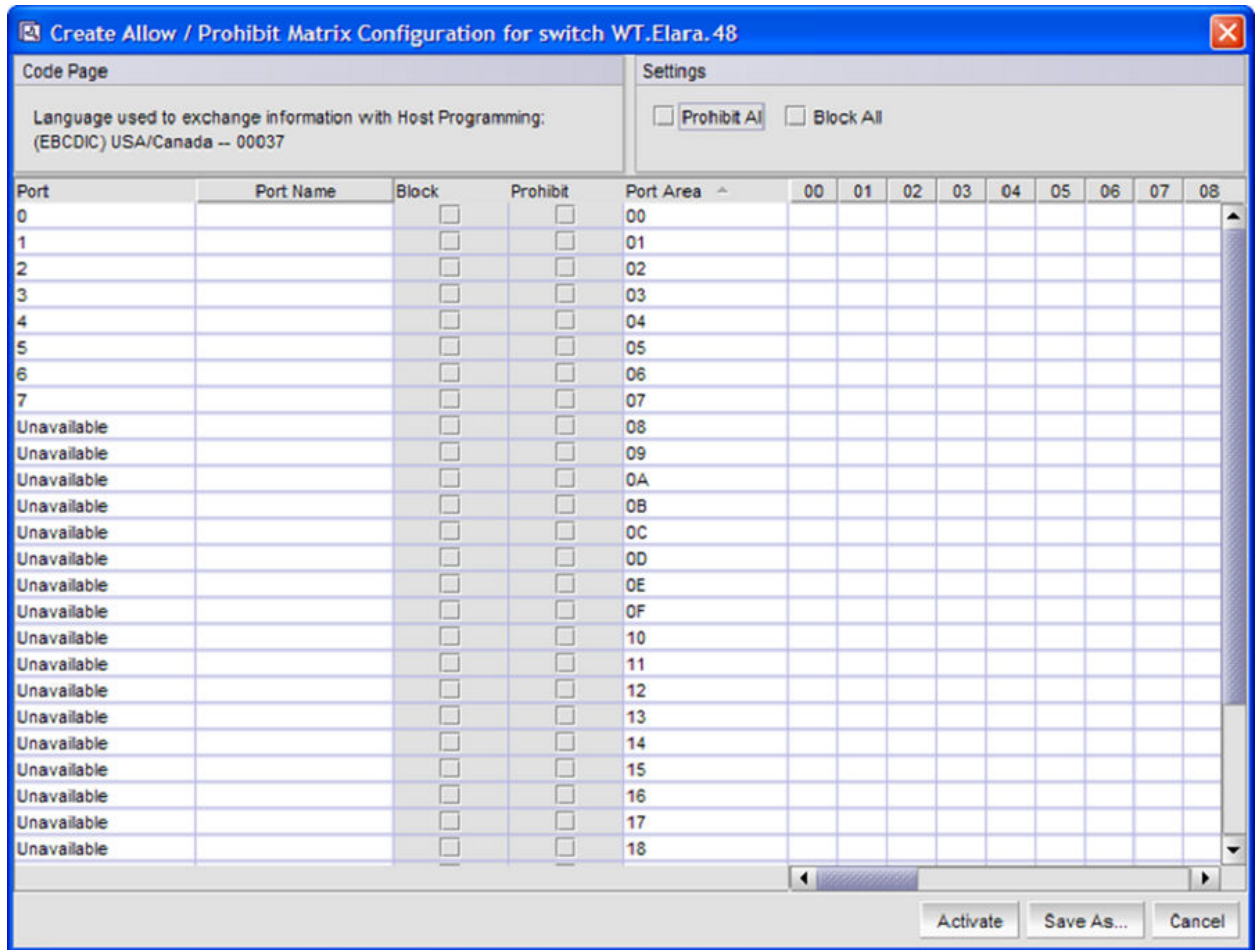 Create Allow / Prohibit Matrix Configuration for switch WT.Elara.48
Code Page
Language used to exchange information with Host Programming:
(EBCDIC) USA/Canada -- 00037
Settings
Prohibit All Block All
Port Port Name Block Prohibit Port Area 00 01 02 03 04 05 06 07 08
0 00
1 01
2 02
3 03
4 04
5 05
6 06
7 07
Unavailable 08
Unavailable 09
Unavailable 0A
Unavailable 0B
Unavailable 0C
Unavailable 0D
Unavailable 0E
Unavailable 0F
Unavailable 10
Unavailable 11
Unavailable 12
Unavailable 13
Unavailable 14
Unavailable 15
Unavailable 16
Unavailable 17
Unavailable 18
Activate Save As... Cancel